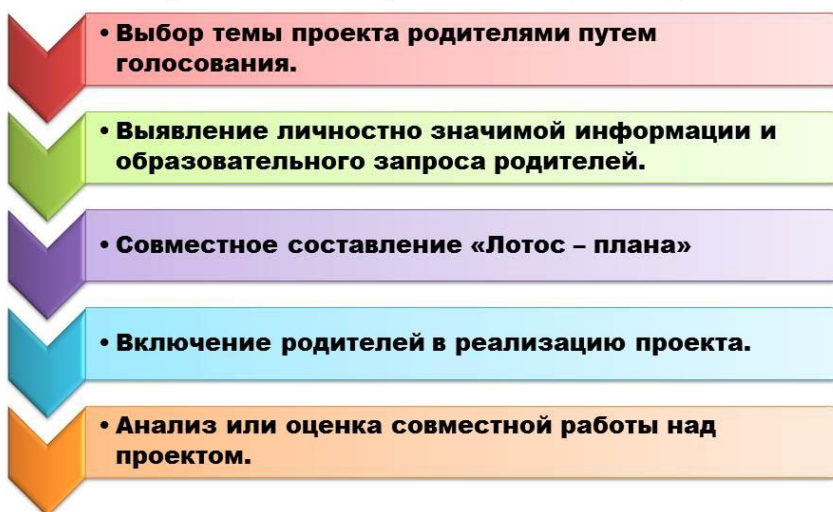 • Выбор темы проекта родителями путем
голосования.
• Выявление личностно значимой информации и
образовательного запроса родителей.
• Совместное составление «Лотос – плана»
• Включение родителей в реализацию проекта.
• Анализ или оценка совместной работы над
проектом.